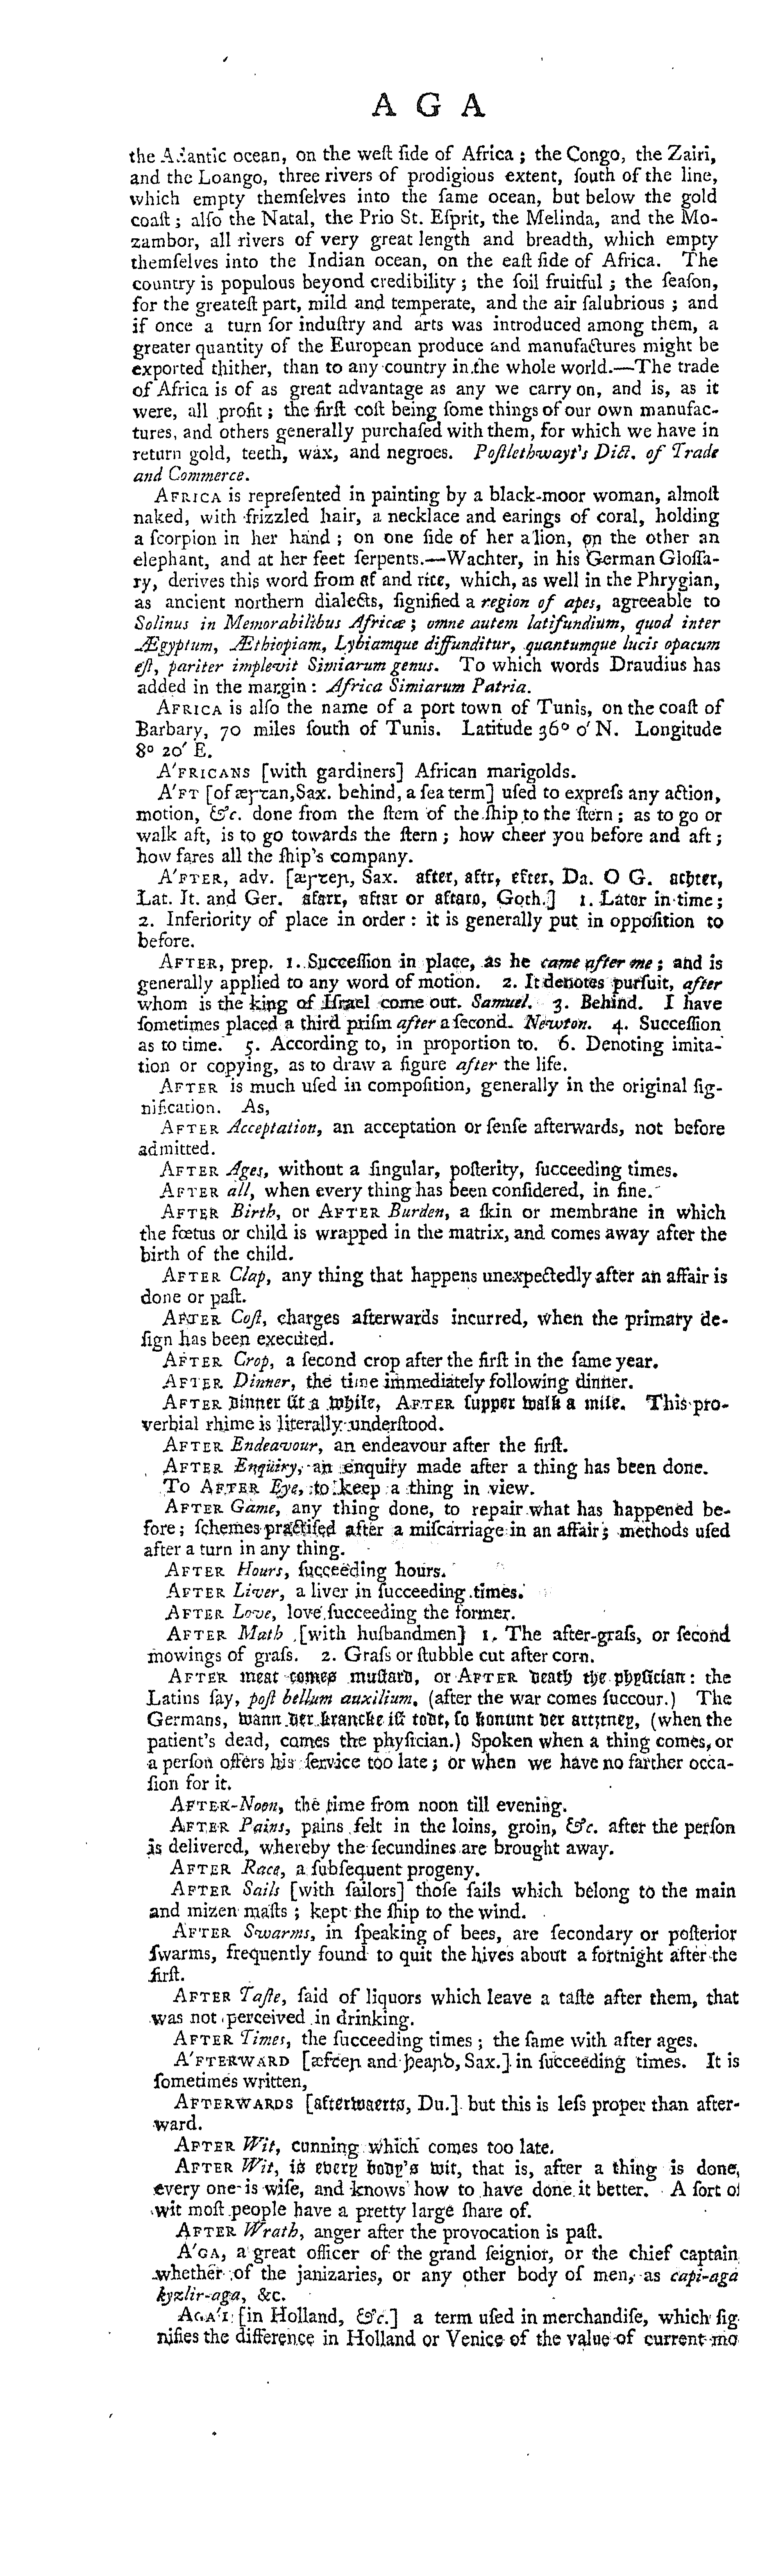 A G A
the Atlantic ocean, on the weſt ſide of Africa; the Congo, the Zairi,
and the Loango, three rivers of prodigious extent, ſouth of the line,
which empty themſelves into the ſame ocean, but below the gold
coaſt; alſo the Natal, the Prio St. Eſprit, the Melinda, and the Mo-
zambor, all rivers of very great length and breadth, which empty
themſelves into the Indian ocean, on the eaſt ſide of Africa. The
country is populous beyond credibility; the ſoil fruitful; the ſeaſon,
for the greateſt part, mild and temperate, and the air ſalubrious; and
if once a turn for induſtry and arts was introduced among them, a
greater quantity of the European produce and manufactures might be
exported thither, than to any country in the whole world.—The trade
of Africa is of as great advantage as any we carry on, and is, as it
were, all profit; the firſt coſt being ſome things of our own manufac-
tures, and others generally purchaſed with them, for which we have in
return gold, teeth, wax, and negroes. Poſtlethwayt's Dict. of Trade
and Commerce.
AFRICA is repreſented in painting by a black-moor woman, almoſt
naked, with frizzled hair, a necklace and earings of coral, holding
a ſcorpion in her hand; on one ſide of her a lion, on the other an
elephant, and at her feet ſerpents.—Wachter, in his German Gloſſa-
ry, derives this word from af and rice, which, as well in the Phrygian,
as ancient northern dialects, ſignified a region of apes, agreeable to
Solinus in Memorabilibus Africæ; omne autem latifundium, quod inter
Ægyptum, Æthiopiam, Lybiamque diffunditur, quantumque lucis opacum
eſt, pariter implevit Simiarum genus. To which words Draudius has
added in the margin: Africa Simiarum Patria.
AFRICA is alſo the name of a port town of Tunis, on the coaſt of
Barbary, 70 miles ſouth of Tunis. Latitude 36° 0′ N. Longitude
8° 20′ E.
A'FRICANS [with gardiners] African marigolds.
A'FT [of æꝼꞇan, Sax. behind, a ſea term] uſed to expreſs any action,
motion, &c. done from the ſtem of the ſhip to the ſtern; as to go or
walk aft, is to go towards the ſtern; how cheer you before and aft;
how fares all the ſhip's company.
A'FTER, adv. [æꝼꞇeꞃ, Sax. after, aftr, efter, Da. O G. achter,
Lat. It. and Ger. afarr, aftar or aftaro, Goth.] 1. Later in time;
2. Inferiority of place in order: it is generally put in oppoſition to
before.
AFTER, prep. 1. Succeſſion in place, as he came after me; and is
generally applied to any word of motion. 2. It denotes purſuit, after
whom is the king of Iſrael come out. Samuel. 3. Behind. I have
ſometimes placed a third priſm after a ſecond. Newton. 4. Succeſſion
as to time. 5. According to, in proportion to. 6. Denoting imita-
tion or copying, as to draw a figure after the life.
AFTER is much uſed in compoſition, generally in the original ſig-
nification. As,
AFTER Acceptation, an acceptation or ſenſe afterwards, not before
admitted.
AFTER Ages, without a ſingular, poſterity, ſucceeding times.
AFTER all, when every thing has been conſidered, in fine.
AFTER Birth, or AFTER Burden, a ſkin or membrane in which
the fœtus or child is wrapped in the matrix, and comes away after the
birth of the child.
AFTER Clap, any thing that happens unexpectedly after an affair is
done or paſt.
AFTER Coſt, charges afterwards incurred, when the primary de-
ſign has been executed.
AFTER Crop, a ſecond crop after the firſt in the ſame year.
AFTER Dinner, the time immediately following dinner.
AFTER Dinner ſit a while, AFTER ſupper walk a mile. This pro-
verbial rhime is literally underſtood.
AFTER Endeavour, an endeavour after the firſt.
AFTER Enquiry, an enquiry made after a thing has been done.
To AFTER Eye, to keep a thing in view.
AFTER Game, any thing done, to repair what has happened be-
fore; ſchemes practiſed after a miſcarriage in an affair; methods uſed
after a turn in any thing.
AFTER Hours, ſucceeding hours.
AFTER Liver, a liver in ſucceeding times.
AFTER Love, love ſucceeding the former.
AFTER Math [with huſbandmen] 1. The after-graſs, or ſecond
mowings of graſs. 2. Graſs or ſtubble cut after corn.
AFTER meat comes muſtard, or AFTER death the phyſician: the
Latins ſay, poſt bellum auxilium, (after the war comes ſuccour.) The
Germans, wann der krancke iſt todt, ſo konunt der artztney, (when the
patient's dead, comes the phyſician.) Spoken when a thing comes, or
a perſon offers his ſervice too late; or when we have no farther occa-
ſion for it.
AFTER-Noon, the time from noon till evening.
AFTER Pains, pains felt in the loins, groin, &c. after the perſon
is delivered, whereby the ſecundines are brought away.
AFTER Race, a ſubſequent progeny.
AFTER Sails [with ſailors] thoſe ſails which belong to the main
and mizen maſts; kept the ſhip to the wind.
AFTER Swarms, in ſpeaking of bees, are ſecondary or poſterior
ſwarms, frequently found to quit the hives about a fortnight after the
firſt.
AFTER Taſte, ſaid of liquors which leave a taſte after them, that
was not perceived in drinking.
AFTER Times, the ſucceeding times; the ſame with after ages.
A'FTERWARD [æfꞇeꞃ and þeaꞃꝺ, Sax.] in ſucceeding times. It is
ſometimes written,
AFTERWARDS [afterwaerts, Du.] but this is leſs proper than after-
ward.
AFTER Wit, cunning which comes too late.
AFTER Wit, is every body's wit, that is, after a thing is done,
every one is wiſe, and knows how to have done it better. A ſort of
wit moſt people have a pretty large ſhare of.
AFTER Wrath, anger after the provocation is paſt.
A'GA, a great officer of the grand ſeignior, or the chief captain
whether of the janizaries, or any other body of men, as capi-aga
kyzlir-aga, &c.
AGA'I [in Holland, &c.] a term uſed in merchandiſe, which ſig
nifies the difference in Holland or Venice of the value of current mo